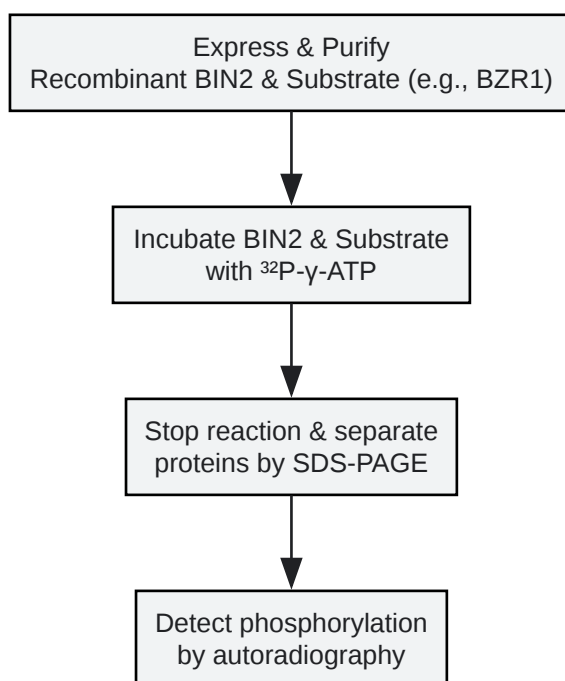 Express & Purify
Recombinant BIN2 & Substrate (e.g., BZR1)
Incubate BIN2 & Substrate
with ³²P-γ-ATP
Stop reaction & separate
proteins by SDS-PAGE
Detect phosphorylation
by autoradiography